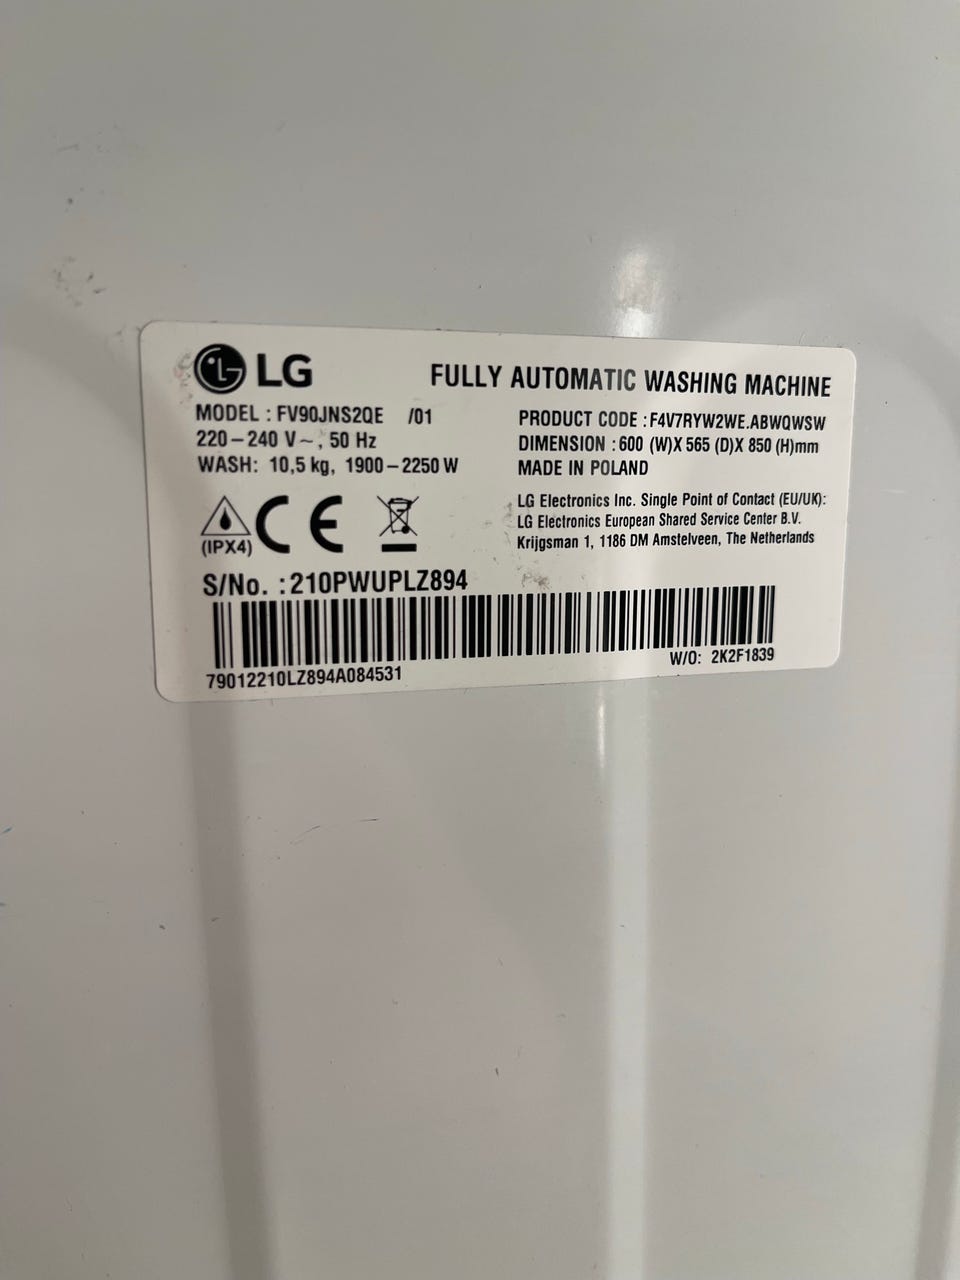 LG FULLY AUTOMATIC WASHING MACHINE
MODEL : FV90JNS2QE /01
220-240 V~, 50 Hz
WASH: 10,5 kg, 1900-2250 W
PRODUCT CODE : F4V7RYW2WE.ABWQWSW
DIMENSION : 600 (W)X 565 (D)X 850 (H)mm
MADE IN POLAND
LG Electronics Inc. Single Point of Contact (EU/UK):
LG Electronics European Shared Service Center B.V.
Krijgsman 1, 1186 DM Amstelveen, The Netherlands
(IPX4) CE
S/No. : 210PWUPLZ894
79012210LZ894A084531
W/O: 2K2F1839